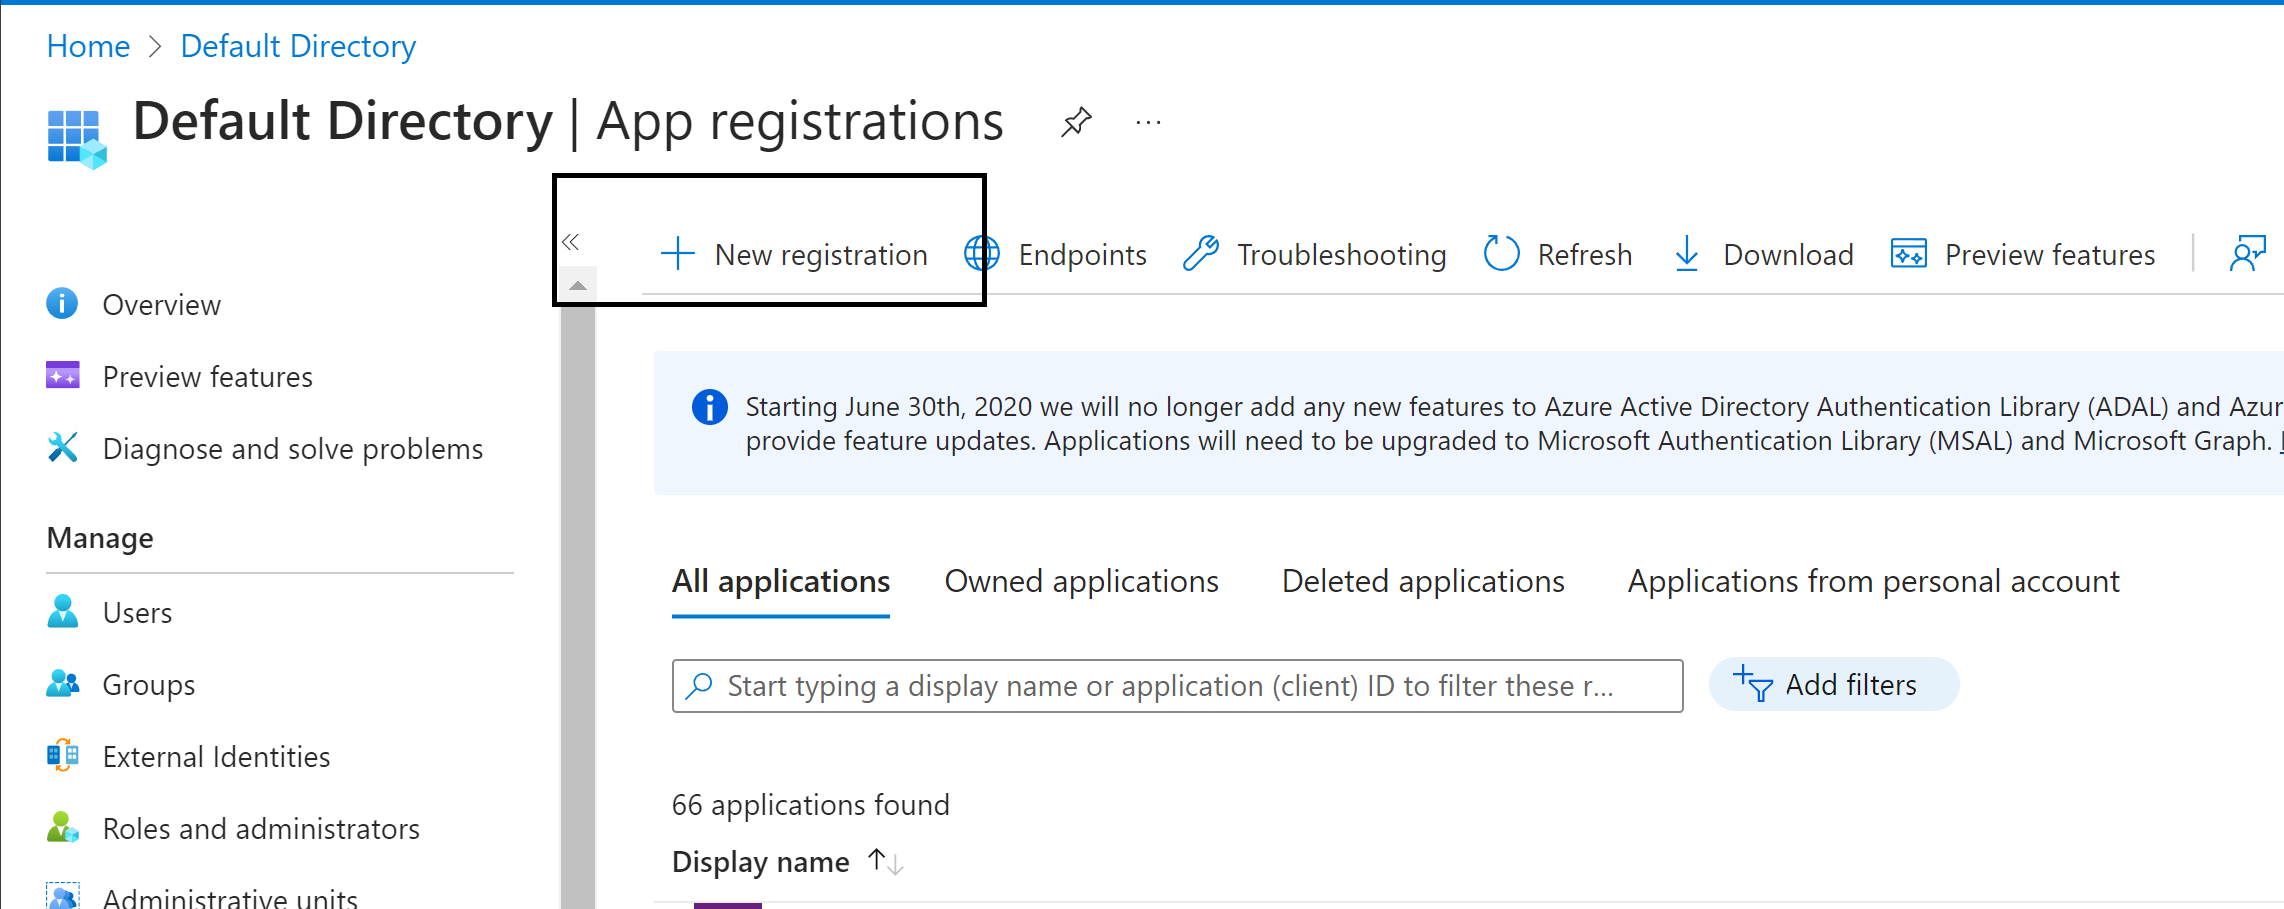 Home > Default Directory
Default Directory | App registrations
New registration
Endpoints
Troubleshooting
Refresh
Download
Preview features
Overview
Preview features
Diagnose and solve problems
Manage
Users
Groups
External Identities
Roles and administrators
Administrative units
Starting June 30th, 2020 we will no longer add any new features to Azure Active Directory Authentication Library (ADAL) and Azur
provide feature updates. Applications will need to be upgraded to Microsoft Authentication Library (MSAL) and Microsoft Graph.
All applications
Owned applications
Deleted applications
Applications from personal account
Start typing a display name or application (client) ID to filter these r...
Add filters
66 applications found
Display name